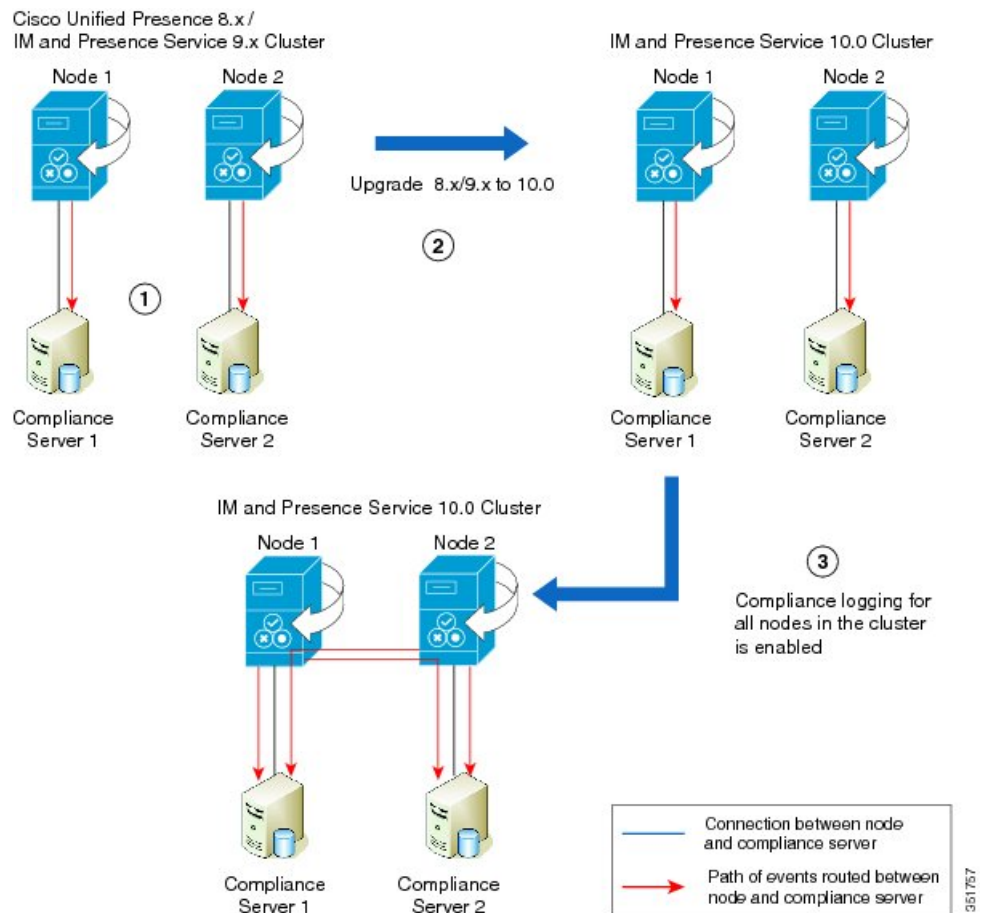 Cisco Unified Presence 8.x /
IM and Presence Service 9.x Cluster
Node 1
Node 2
Upgrade 8.x/9.x to 10.0
IM and Presence Service 10.0 Cluster
Node 1
Node 2
1
2
Compliance
Server 1
Compliance
Server 2
Compliance
Server 1
Compliance
Server 2
IM and Presence Service 10.0 Cluster
Node 1
Node 2
3
Compliance logging for
all nodes in the cluster
is enabled
Compliance
Server 1
Compliance
Server 2
Connection between node
and compliance server
Path of events routed between
node and compliance server
351757